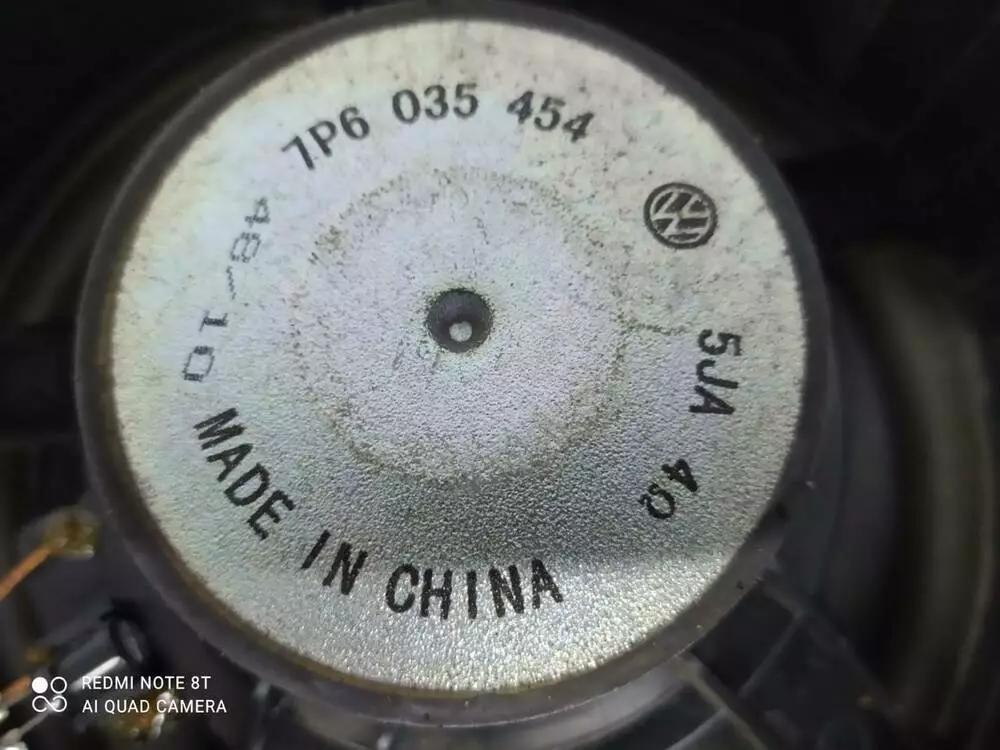 7P6 035 454
5JA 4Ω
48-10
MADE IN CHINA
REDMI NOTE 8T
AI QUAD CAMERA